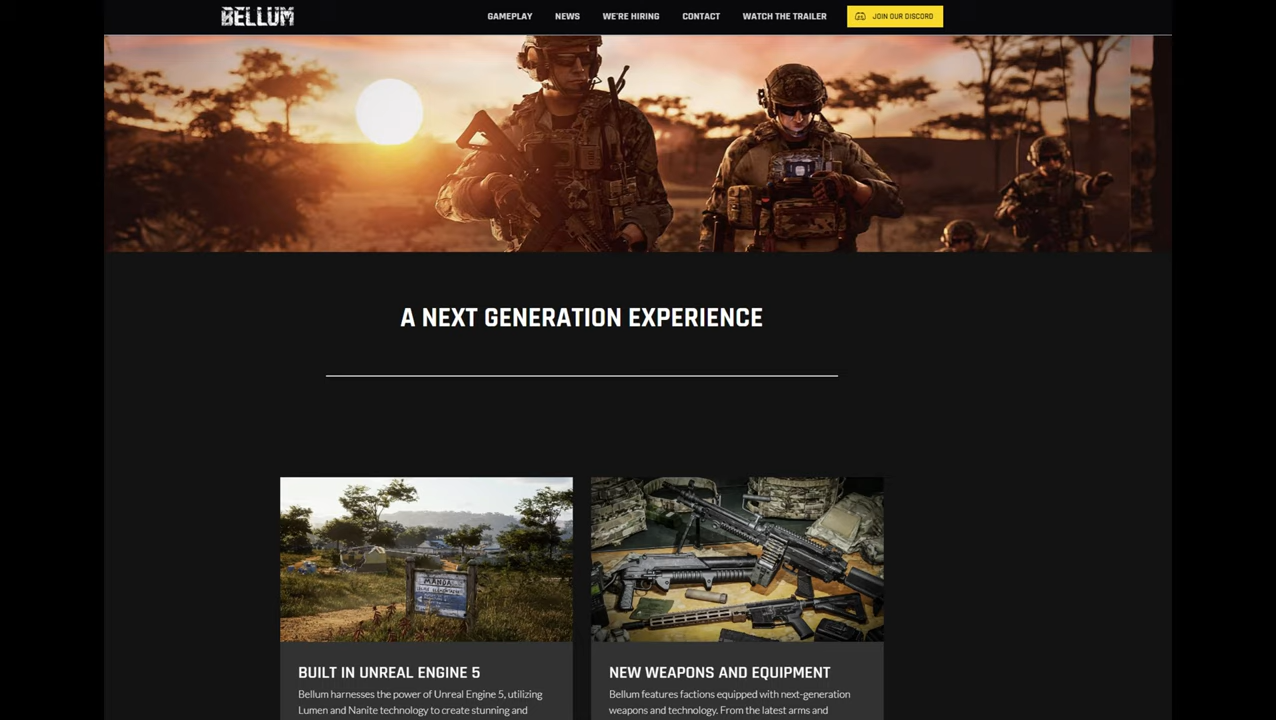 BELLUM
GAMEPLAY NEWS WE'RE HIRING CONTACT WATCH THE TRAILER JOIN OUR DISCORD
A NEXT GENERATION EXPERIENCE
BUILT IN UNREAL ENGINE 5
Bellum harnesses the power of Unreal Engine 5, utilizing
Lumen and Nanite technology to create stunning and
NEW WEAPONS AND EQUIPMENT
Bellum features factions equipped with next-generation
weapons and technology. From the latest arms and